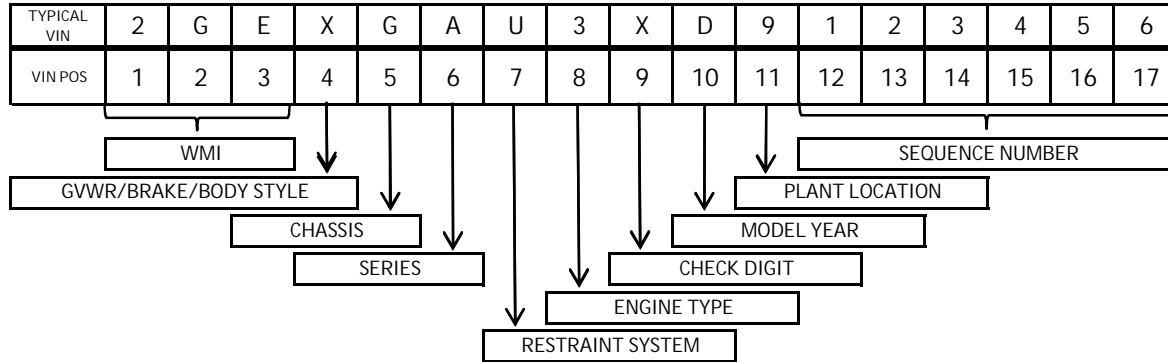 TYPICAL VIN 2 G E X G A U 3 X D 9 1 2 3 4 5 6
VIN POS 1 2 3 4 5 6 7 8 9 10 11 12 13 14 15 16 17
WMI SEQUENCE NUMBER
GVWR/BRAKE/BODY STYLE PLANT LOCATION
CHASSIS MODEL YEAR
SERIES CHECK DIGIT
ENGINE TYPE
RESTRAINT SYSTEM